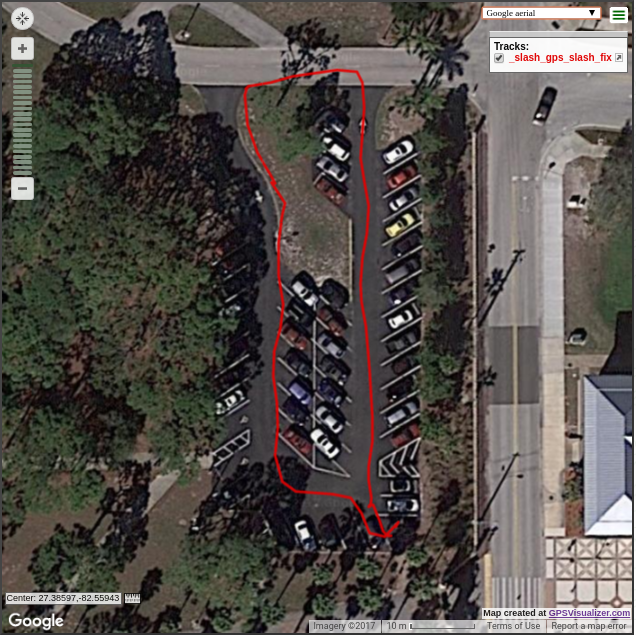 Google aerial
Tracks:
_slash_gps_slash_fix
Center: 27.38597,-82.55943
Map created at GPSVisualizer.com
Google
Imagery ©2017
10 m
Terms of Use
Report a map error